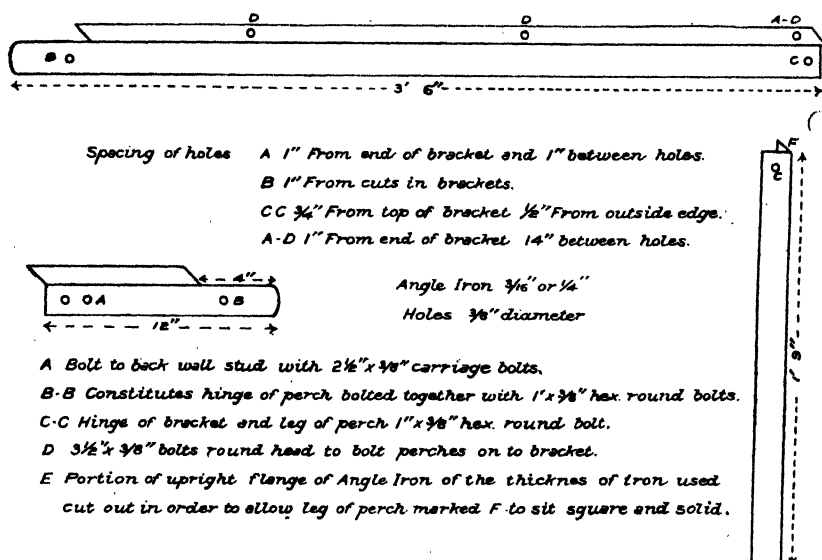 D D A-D
B C
3' 6"
Spacing of holes A 1" From end of bracket and 1" between holes.
B 1" From cuts in brackets.
CC 3/4" From top of bracket 1/2" From outside edge.
A-D 1" From end of bracket 14" between holes.
E
C
4"
A B
12"
Angle Iron 3/16" or 1/4"
Holes 3/8" diameter
1' 9"
A Bolt to back wall stud with 2 1/2" x 3/8" carriage bolts.
B-B Constitutes hinge of perch bolted together with 1' x 3/8" hex. round bolts.
C-C Hinge of bracket and leg of perch 1" x 3/8" hex. round bolt.
D 3 1/2" x 3/8" bolts round head to bolt perches on to bracket.
E Portion of upright flange of Angle Iron of the thicknes of iron used
cut out in order to allow leg of perch marked F to sit square and solid.